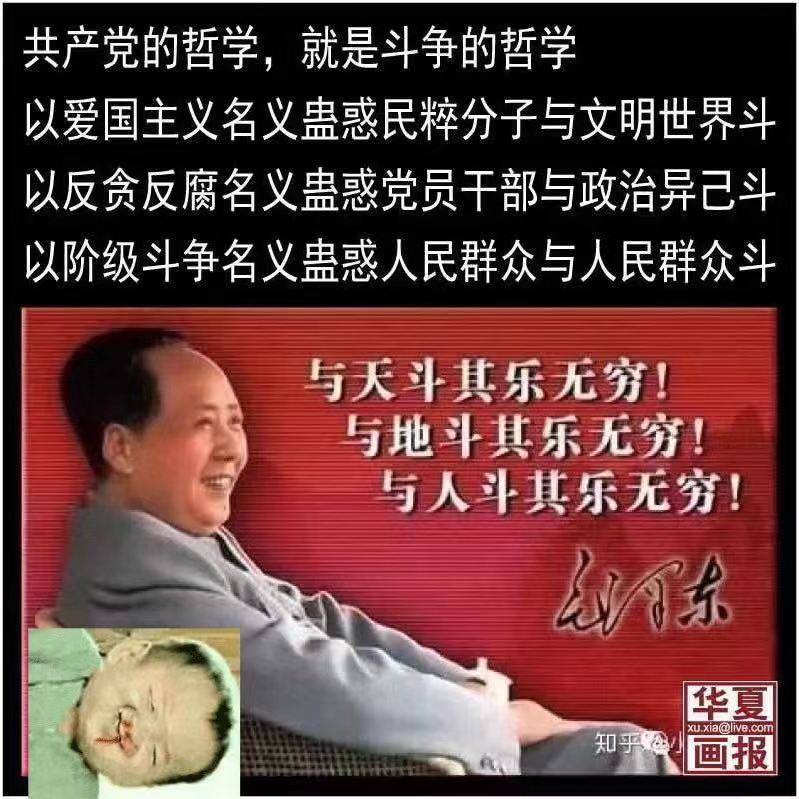 共产党的哲学，就是斗争的哲学
以爱国主义名义蛊惑民粹分子与文明世界斗
以反贪反腐名义蛊惑党员干部与政治异己斗
以阶级斗争名义蛊惑人民群众与人民群众斗
与天斗其乐无穷！
与地斗其乐无穷！
与人斗其乐无穷！
毛泽东
华夏
xu.xia@live.com
画报
知乎 @小